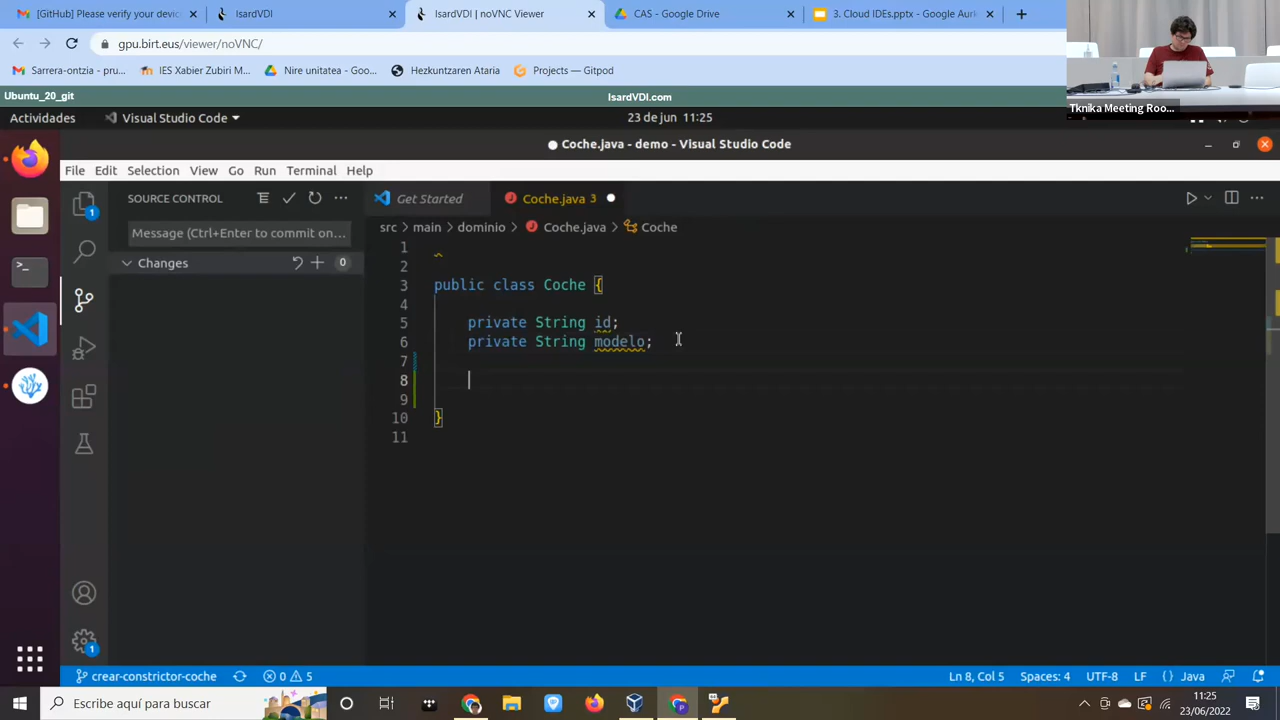 [GitHub] Please verify your device
IsardVDI
IsardVDI | noVNC Viewer
CAS - Google Drive
3. Cloud IDEs.pptx - Google Aurk
gpu.birt.eus/viewer/noVNC/
Sarrera-ontzia - pru...
IES Xabier Zubiri M...
Nire unitatea - Goo...
Hezkuntzaren Ataria
Projects — Gitpod
Tknika Meeting Roo...
Ubuntu_20_git
IsardVDI.com
Actividades
Visual Studio Code
23 de jun 11:25
Coche.java - demo - Visual Studio Code
File Edit Selection View Go Run Terminal Help
SOURCE CONTROL
Get Started
Coche.java 3
Message (Ctrl+Enter to commit on...
src > main > dominio > Coche.java > Coche
Changes 0
1
2
3 public class Coche {
4
5 private String id;
6 private String modelo;
7
8
9
10 }
11
1
1
crear-constrictor-coche
0 5
Ln 8, Col 5
Spaces: 4
UTF-8
LF
{ } Java
Escribe aquí para buscar
11:25
23/06/2022